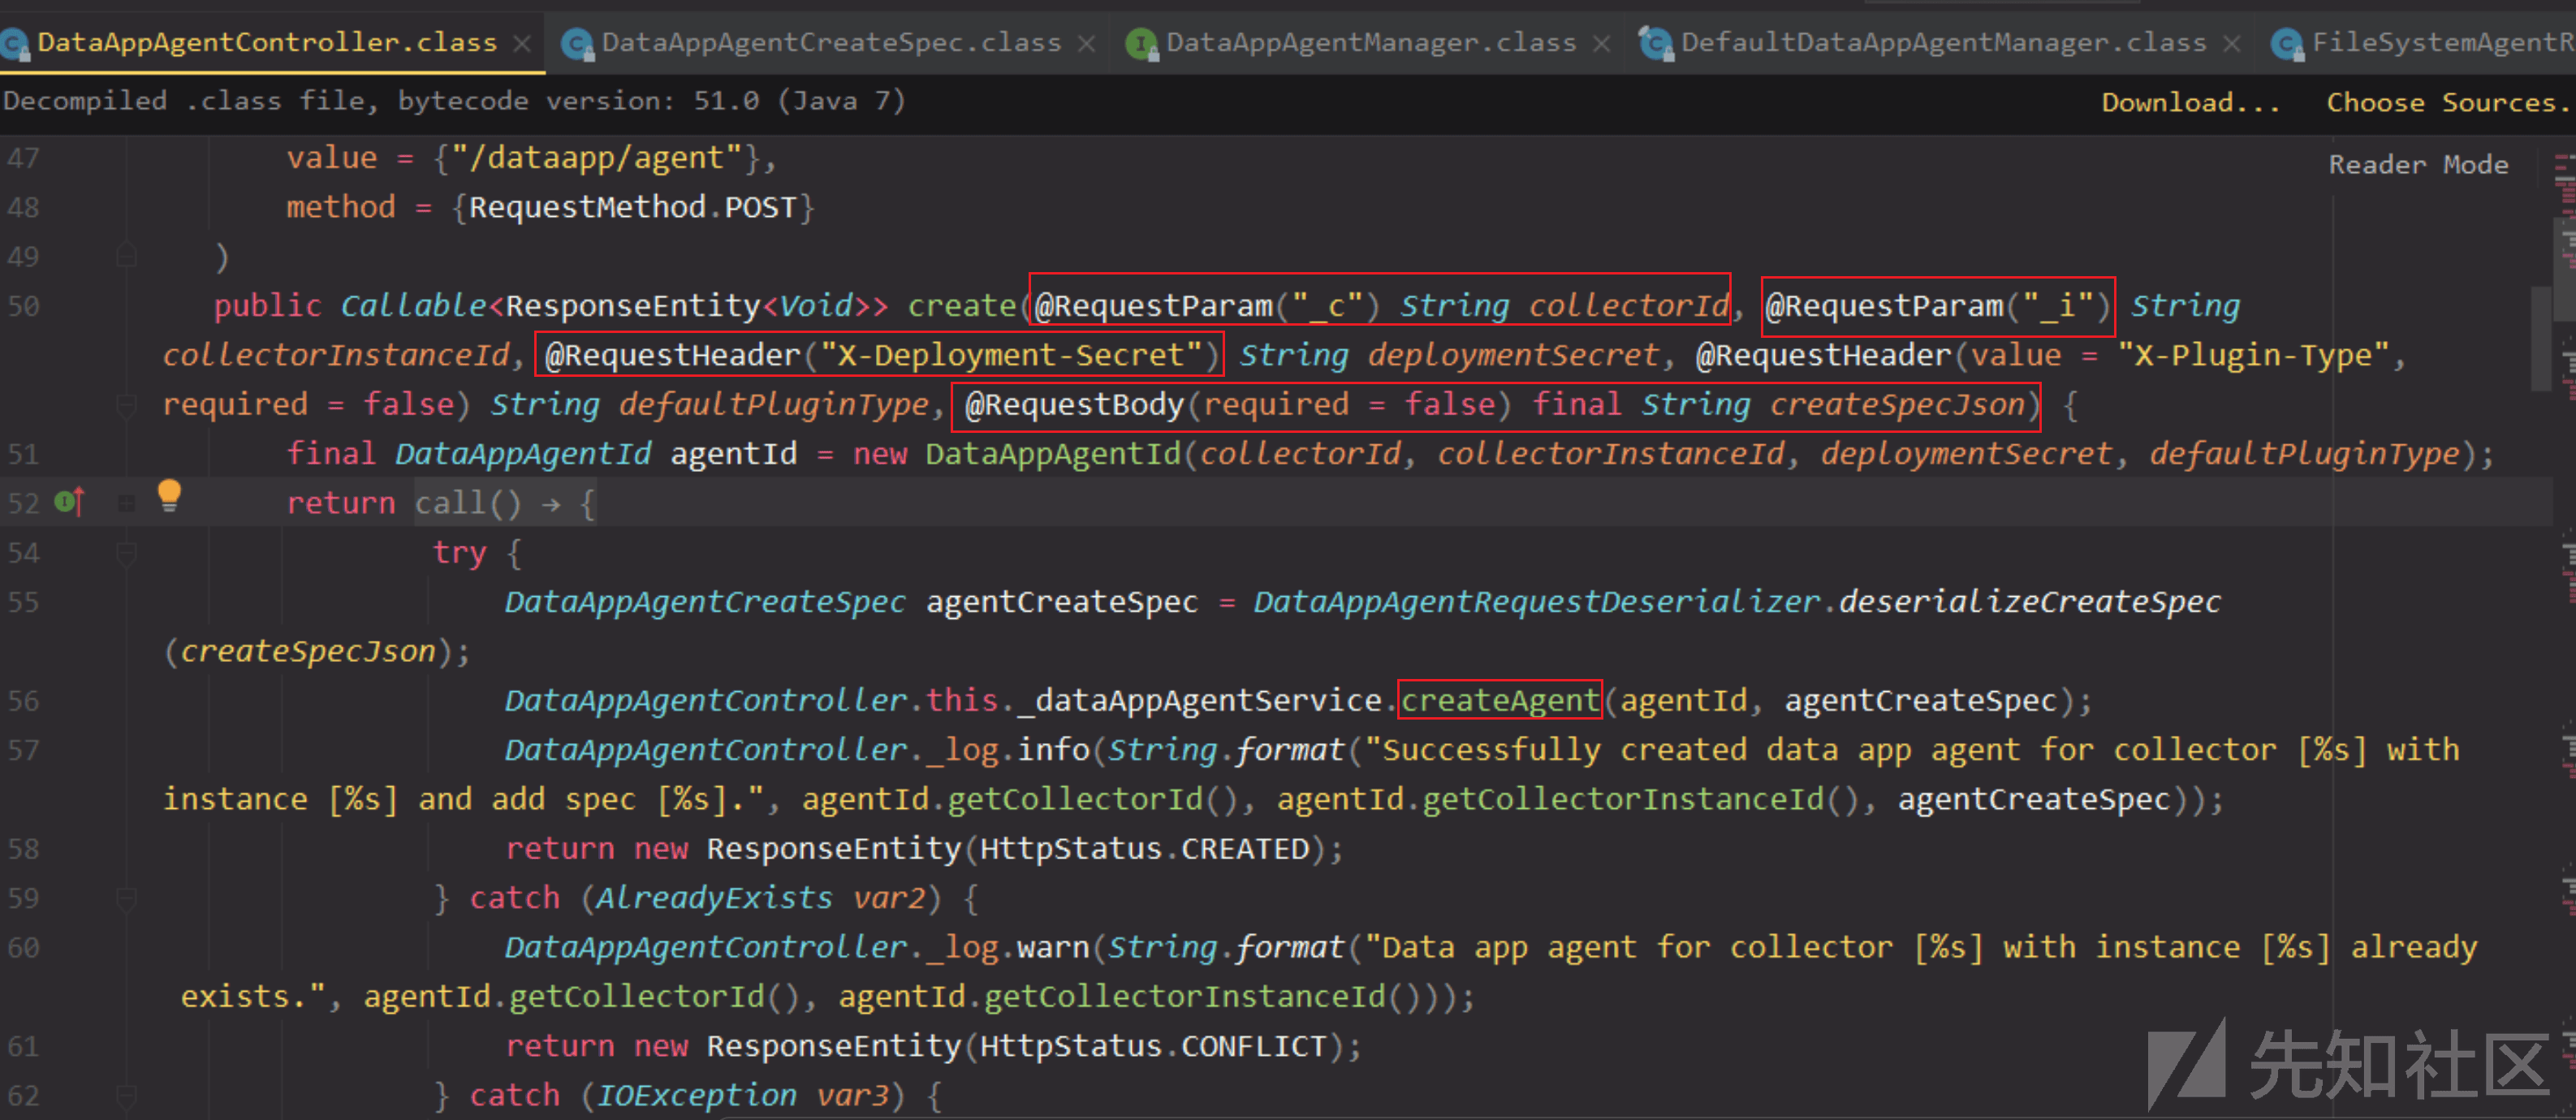 DataAppAgentController.class
DataAppAgentCreateSpec.class
DataAppAgentManager.class
DefaultDataAppAgentManager.class
FileSystemAgentR
Decompiled .class file, bytecode version: 51.0 (Java 7)
Download...
Choose Sources.
Reader Mode
47 value = {"/dataapp/agent"},
48 method = {RequestMethod.POST}
49 )
50 public Callable<ResponseEntity<Void>> create(@RequestParam("_c") String collectorId, @RequestParam("_i") String
collectorInstanceId, @RequestHeader("X-Deployment-Secret") String deploymentSecret, @RequestHeader(value = "X-Plugin-Type",
required = false) String defaultPluginType, @RequestBody(required = false) final String createSpecJson) {
51 final DataAppAgentId agentId = new DataAppAgentId(collectorId, collectorInstanceId, deploymentSecret, defaultPluginType);
52 return call() → {
54 try {
55 DataAppAgentCreateSpec agentCreateSpec = DataAppAgentRequestDeserializer.deserializeCreateSpec
(createSpecJson);
56 DataAppAgentController.this._dataAppAgentService.createAgent(agentId, agentCreateSpec);
57 DataAppAgentController._log.info(String.format("Successfully created data app agent for collector [%s] with
instance [%s] and add spec [%s].", agentId.getCollectorId(), agentId.getCollectorInstanceId(), agentCreateSpec));
58 return new ResponseEntity(HttpStatus.CREATED);
59 } catch (AlreadyExists var2) {
60 DataAppAgentController._log.warn(String.format("Data app agent for collector [%s] with instance [%s] already
exists.", agentId.getCollectorId(), agentId.getCollectorInstanceId()));
61 return new ResponseEntity(HttpStatus.CONFLICT);
62 } catch (IOException var3) {
先知社区